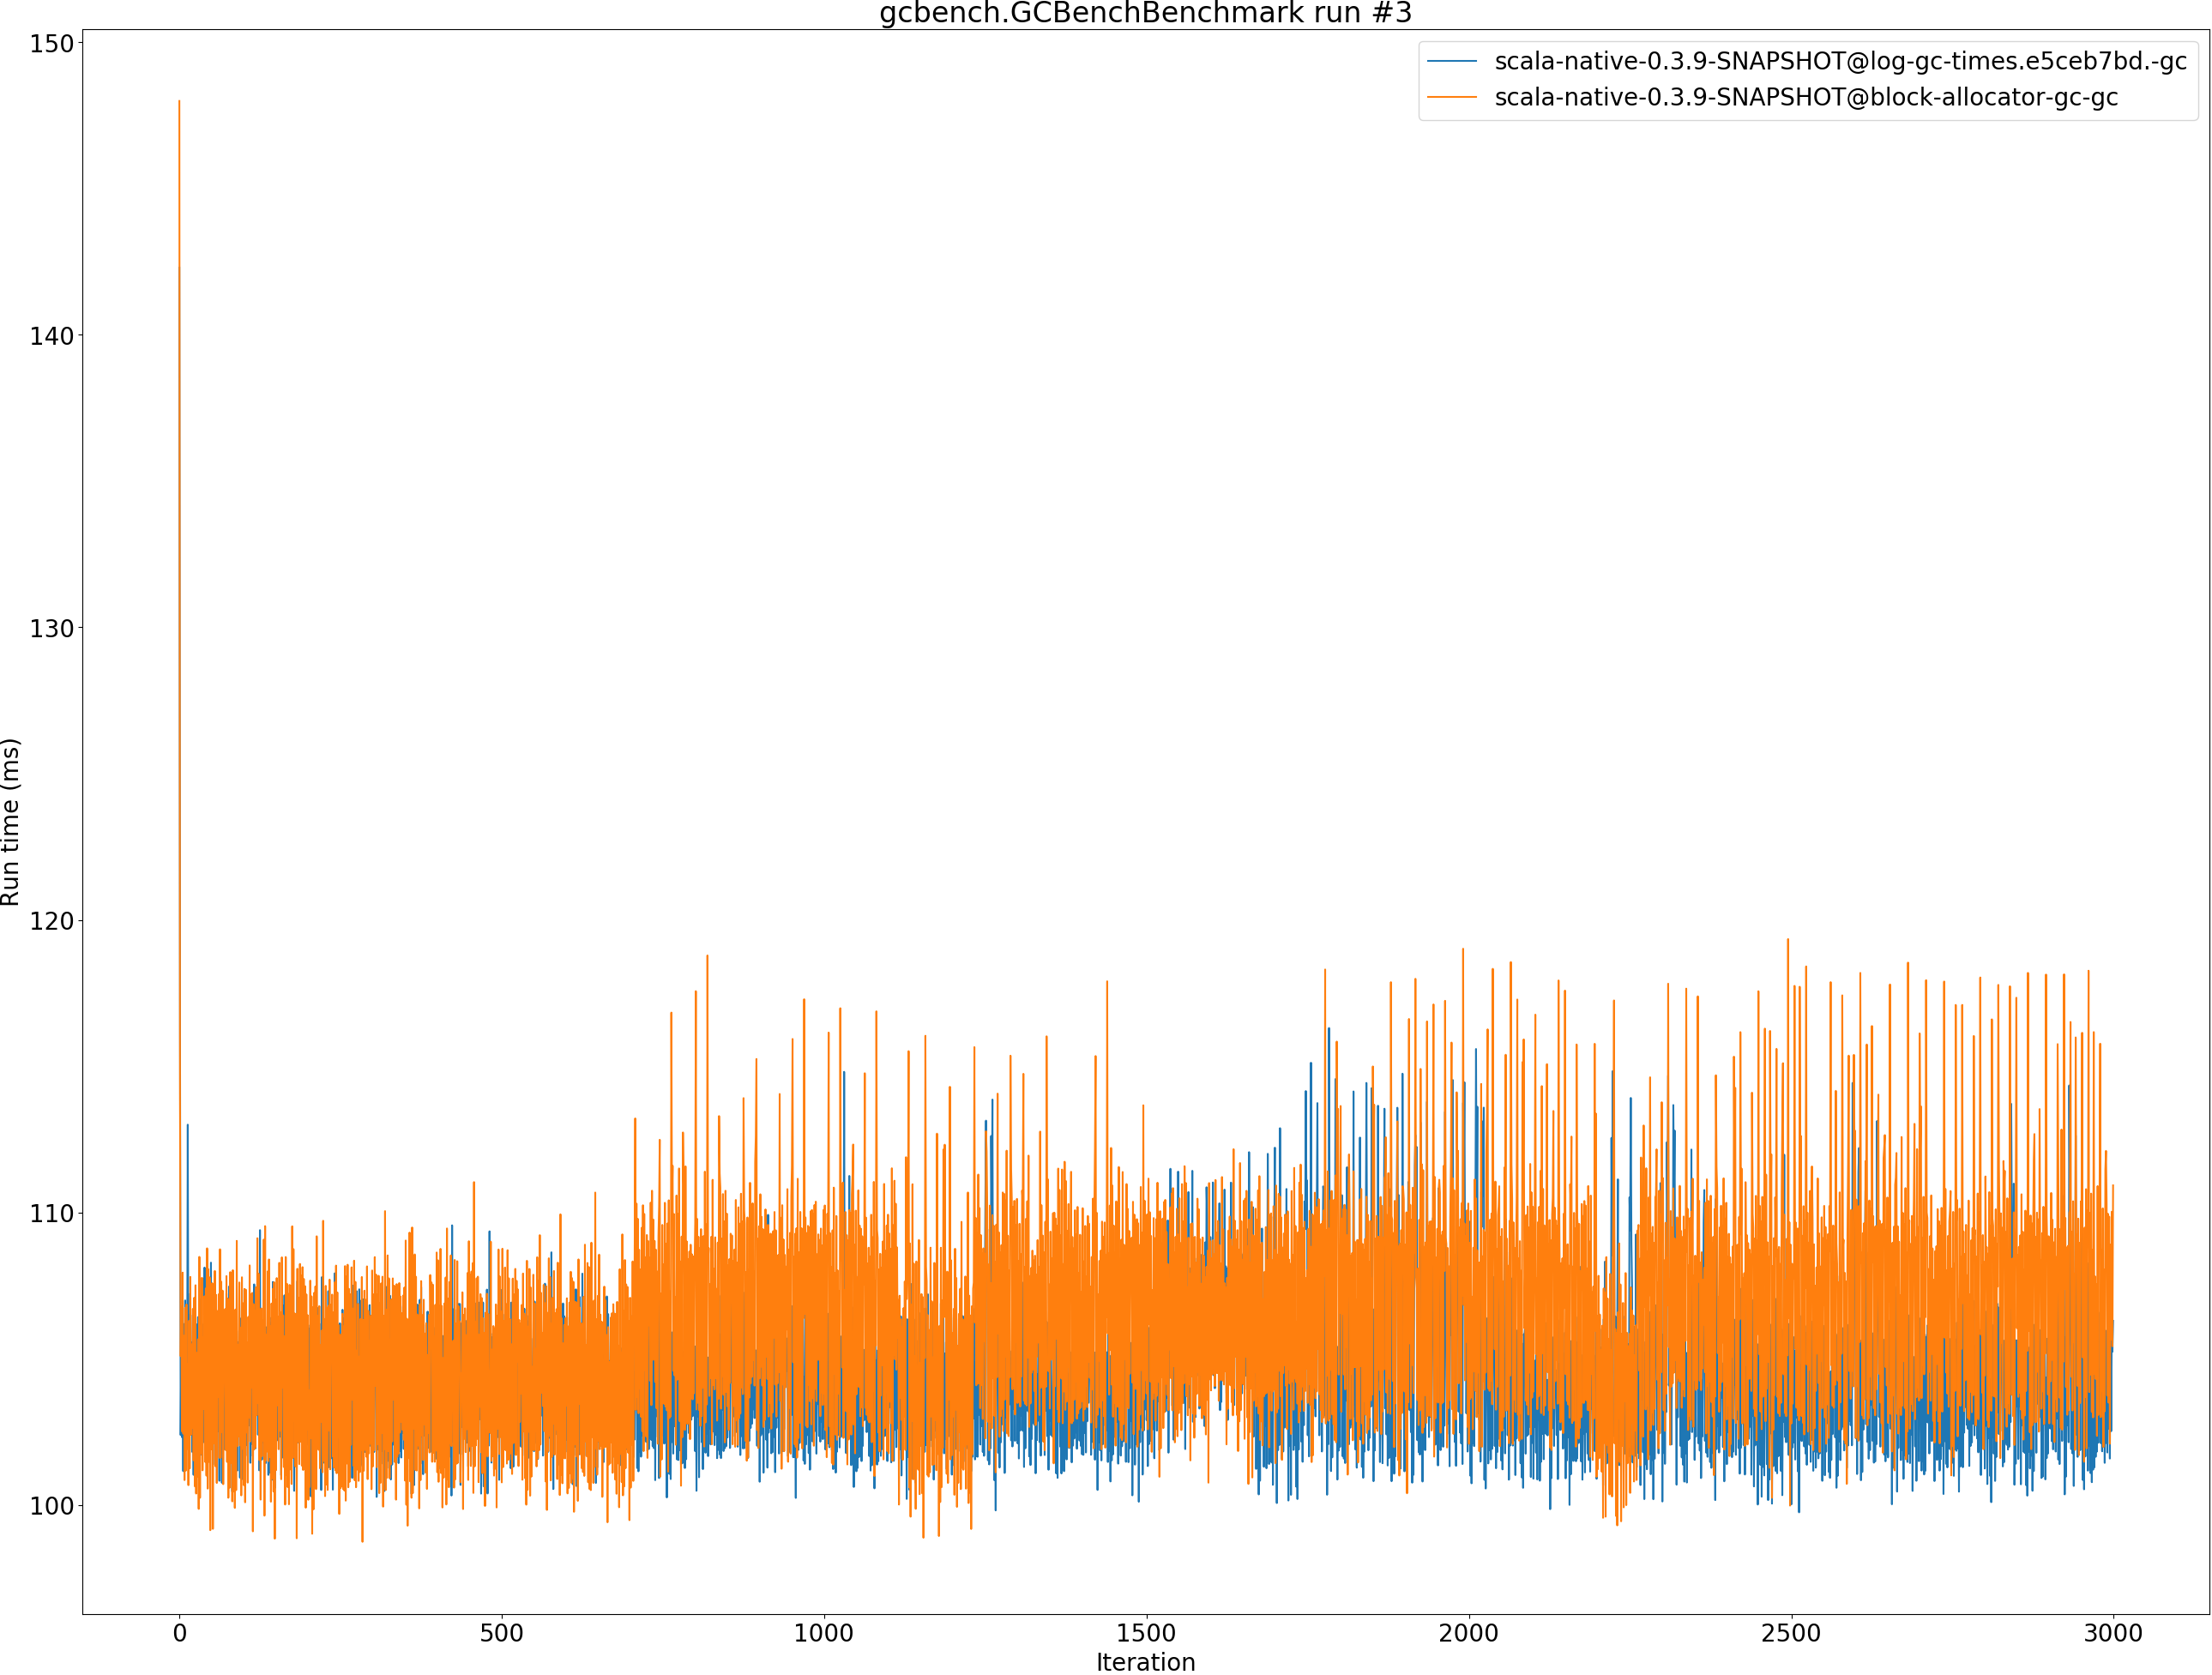 gcbench.GCBenchBenchmark run #3
scala-native-0.3.9-SNAPSHOT@log-gc-times.e5ceb7bd.-gc
scala-native-0.3.9-SNAPSHOT@block-allocator-gc-gc
150
140
130
120
110
100
Run time (ms)
0 500 1000 1500 2000 2500 3000
Iteration